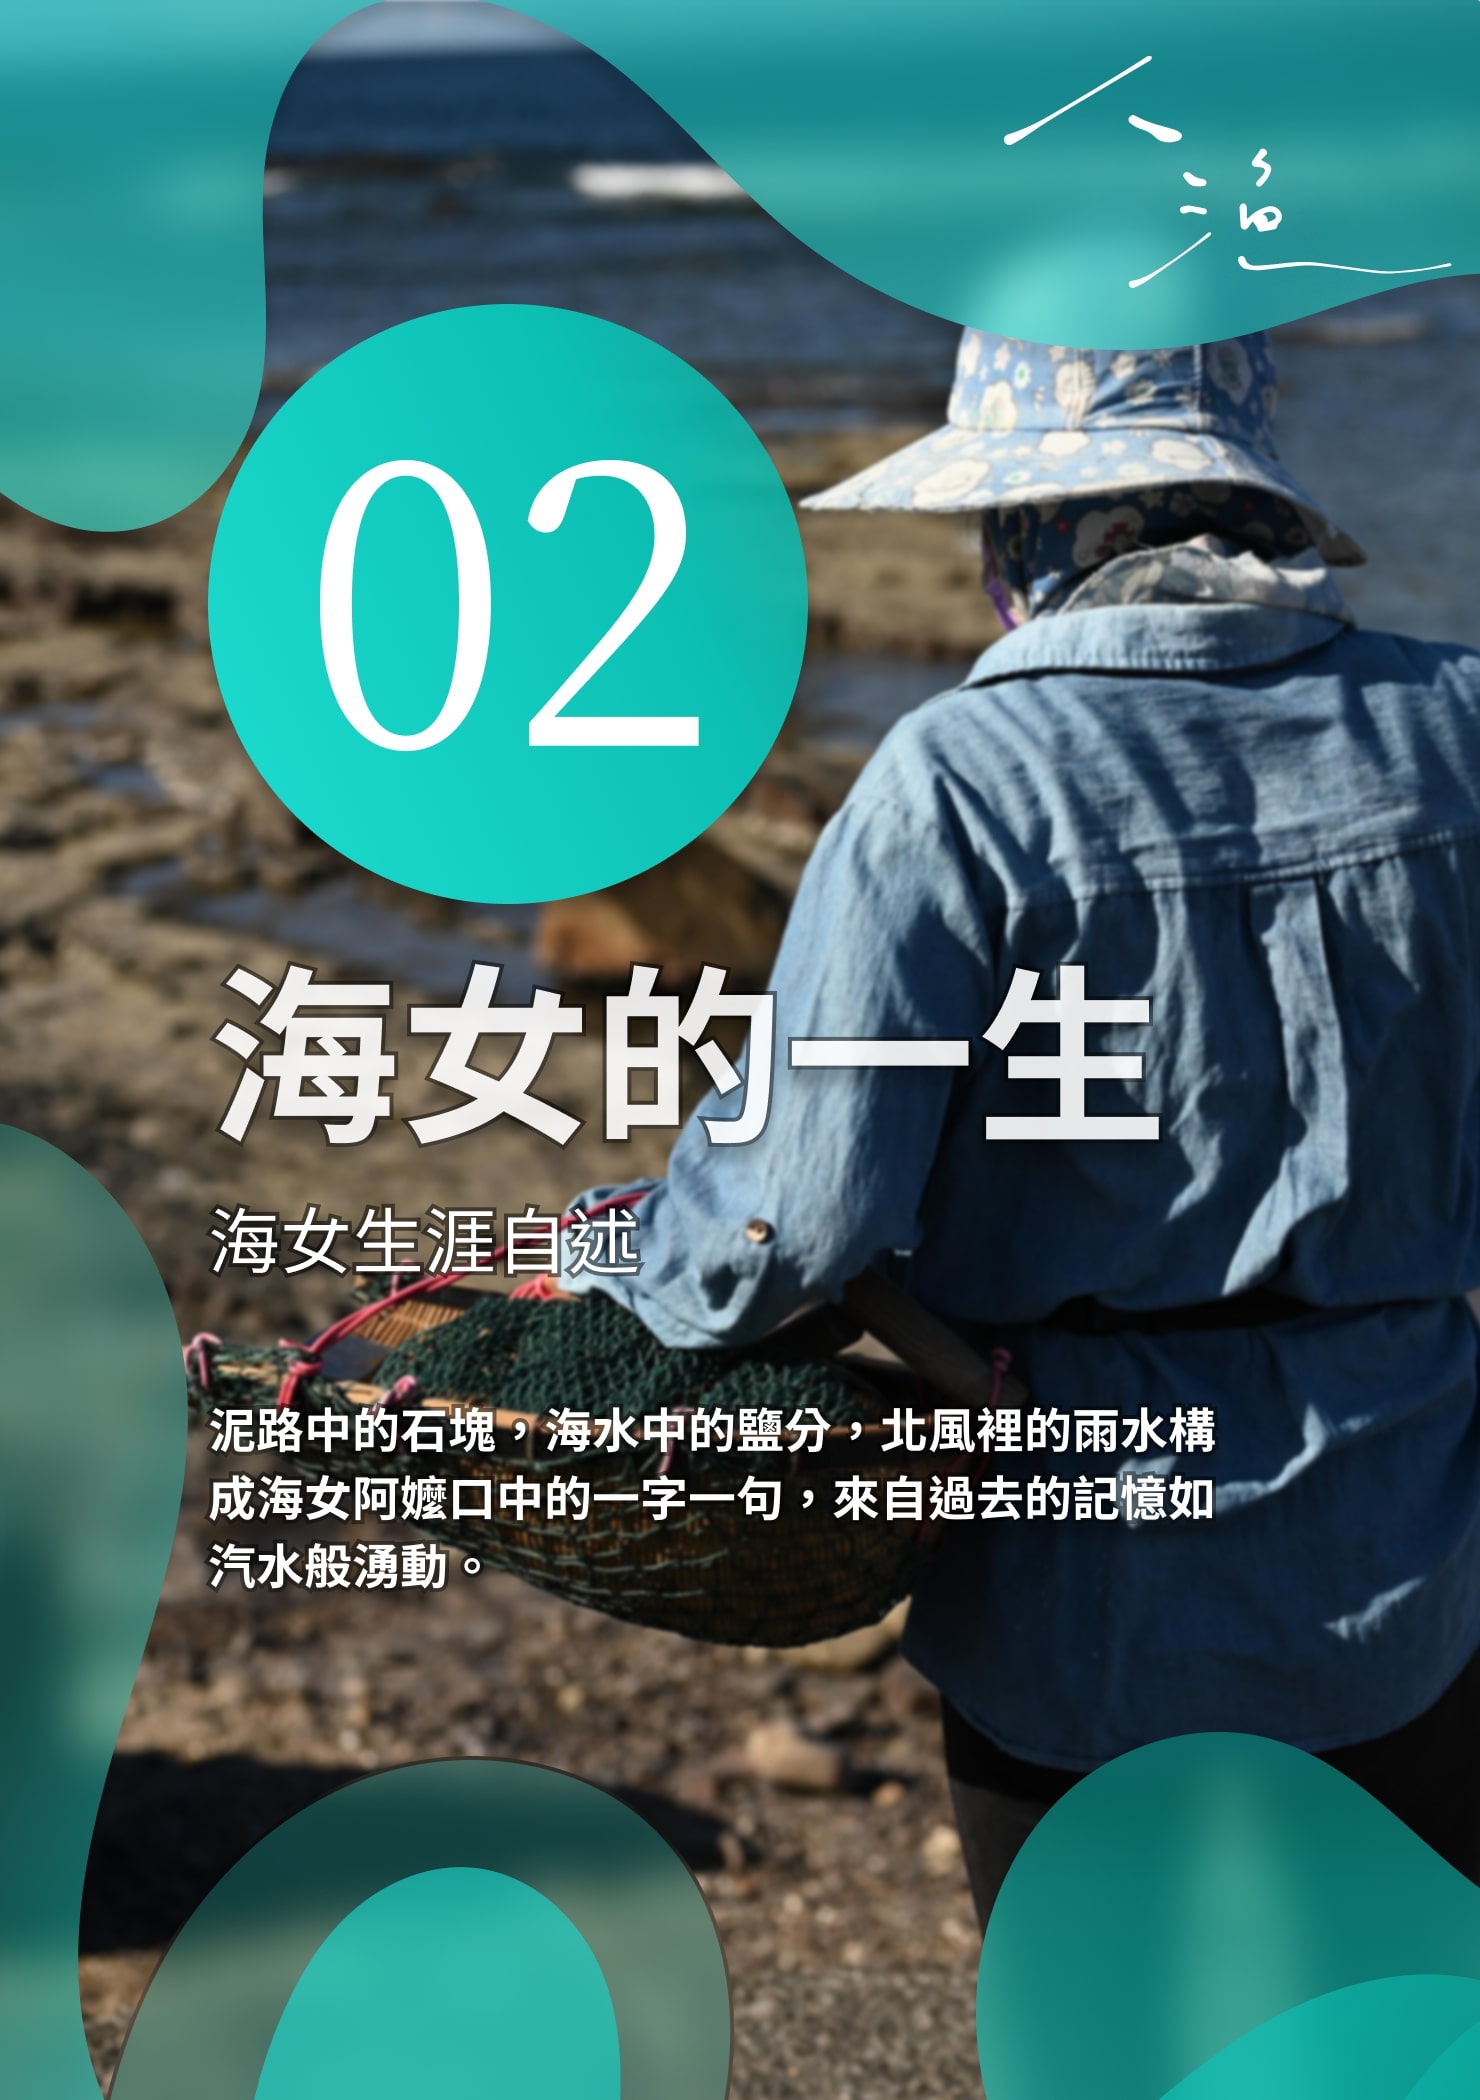 02
海女的一生
海女生涯自述
泥路中的石塊，海水中的鹽分，北風裡的雨水構
成海女阿嬤口中的一字一句，來自過去的記憶如
汽水般湧動。